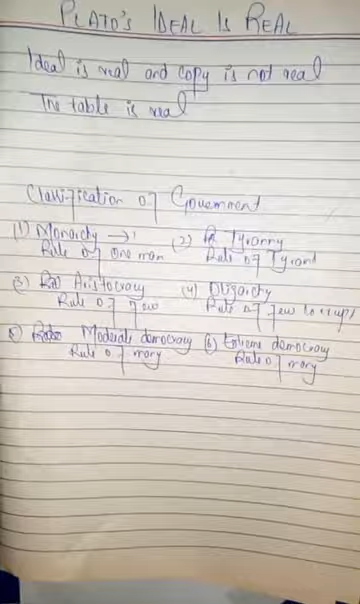 PLATO'S IDEAL IS REAL
Ideal is real and copy is not real
The table is real
Classification of Government
(1) Monarchy → (2) Tyranny
Rule of one man Rule of Tyrant
(3) Aristocracy (4) Oligarchy
Rule of few Rule of few corrupt
5) Moderate democracy (6) Extreme democracy
Rule of many Rule of many